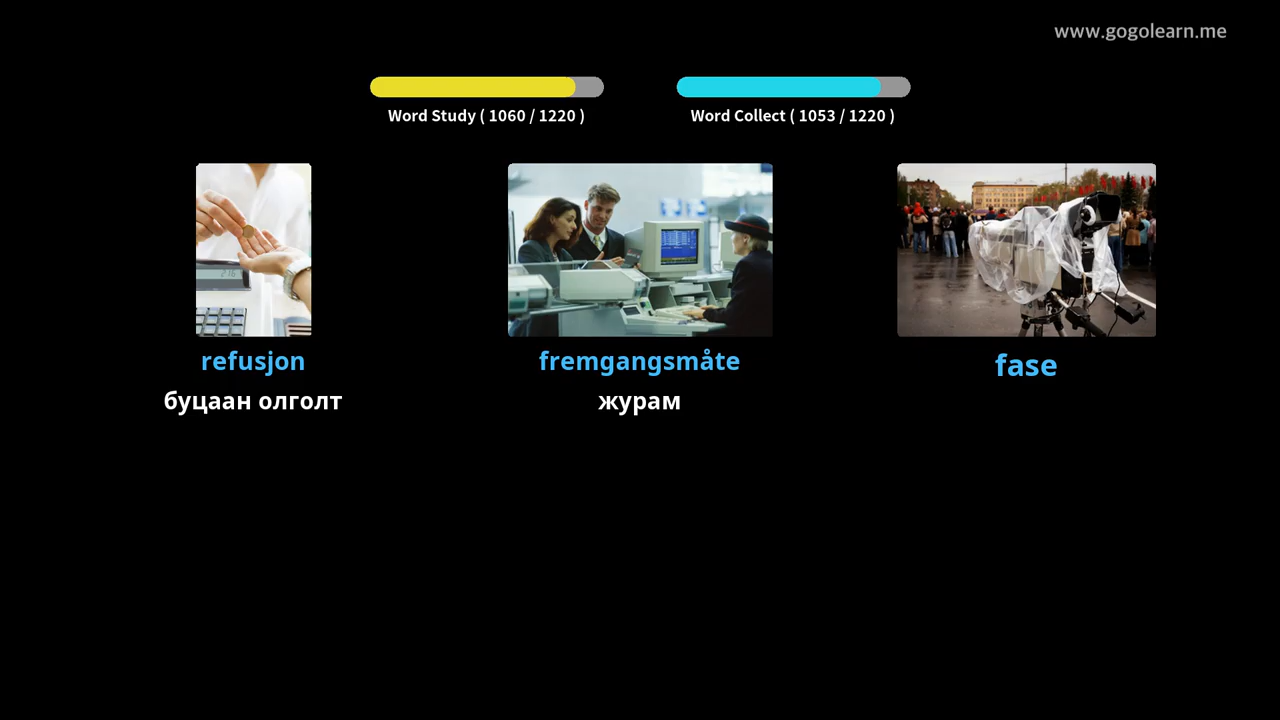 www.gogolearn.me
Word Study ( 1060 / 1220 )
Word Collect ( 1053 / 1220 )
refusjon
буцаан олголт
fremgangsmåte
журам
fase